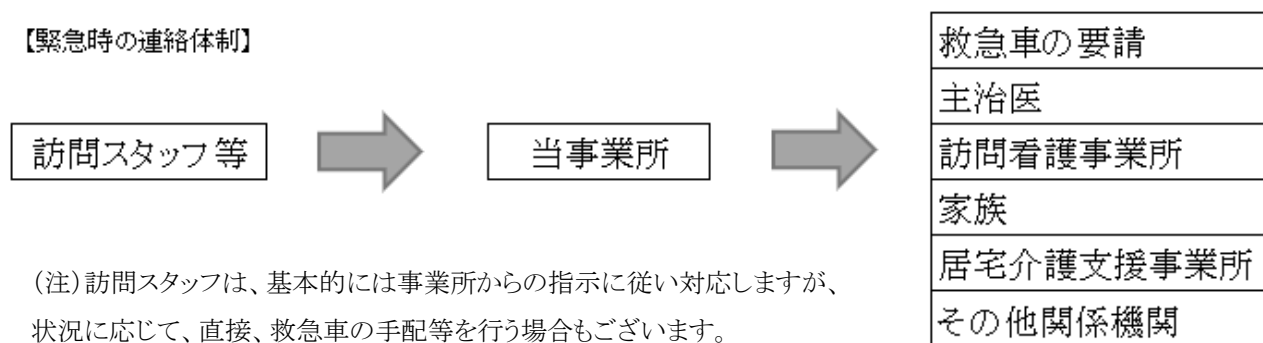 【緊急時の連絡体制】
訪問スタッフ等
当事業所
救急車の要請
主治医
訪問看護事業所
家族
居宅介護支援事業所
その他関係機関
（注）訪問スタッフは、基本的には事業所からの指示に従い対応しますが、
状況に応じて、直接、救急車の手配等を行う場合もございます。